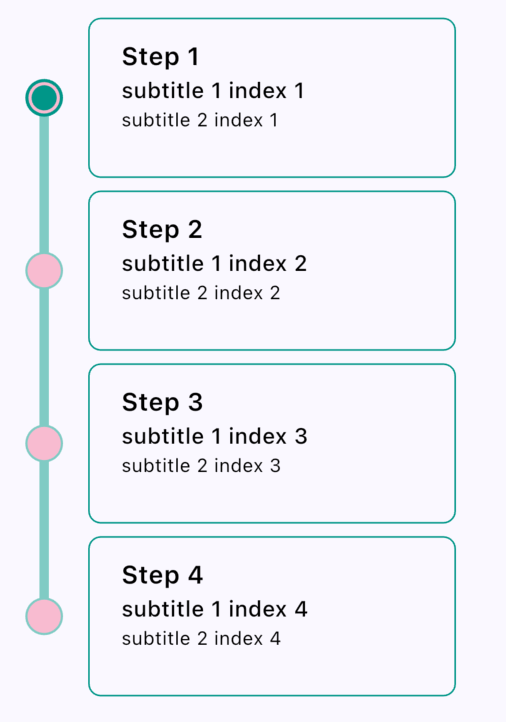 Step 1
subtitle 1 index 1
subtitle 2 index 1
Step 2
subtitle 1 index 2
subtitle 2 index 2
Step 3
subtitle 1 index 3
subtitle 2 index 3
Step 4
subtitle 1 index 4
subtitle 2 index 4